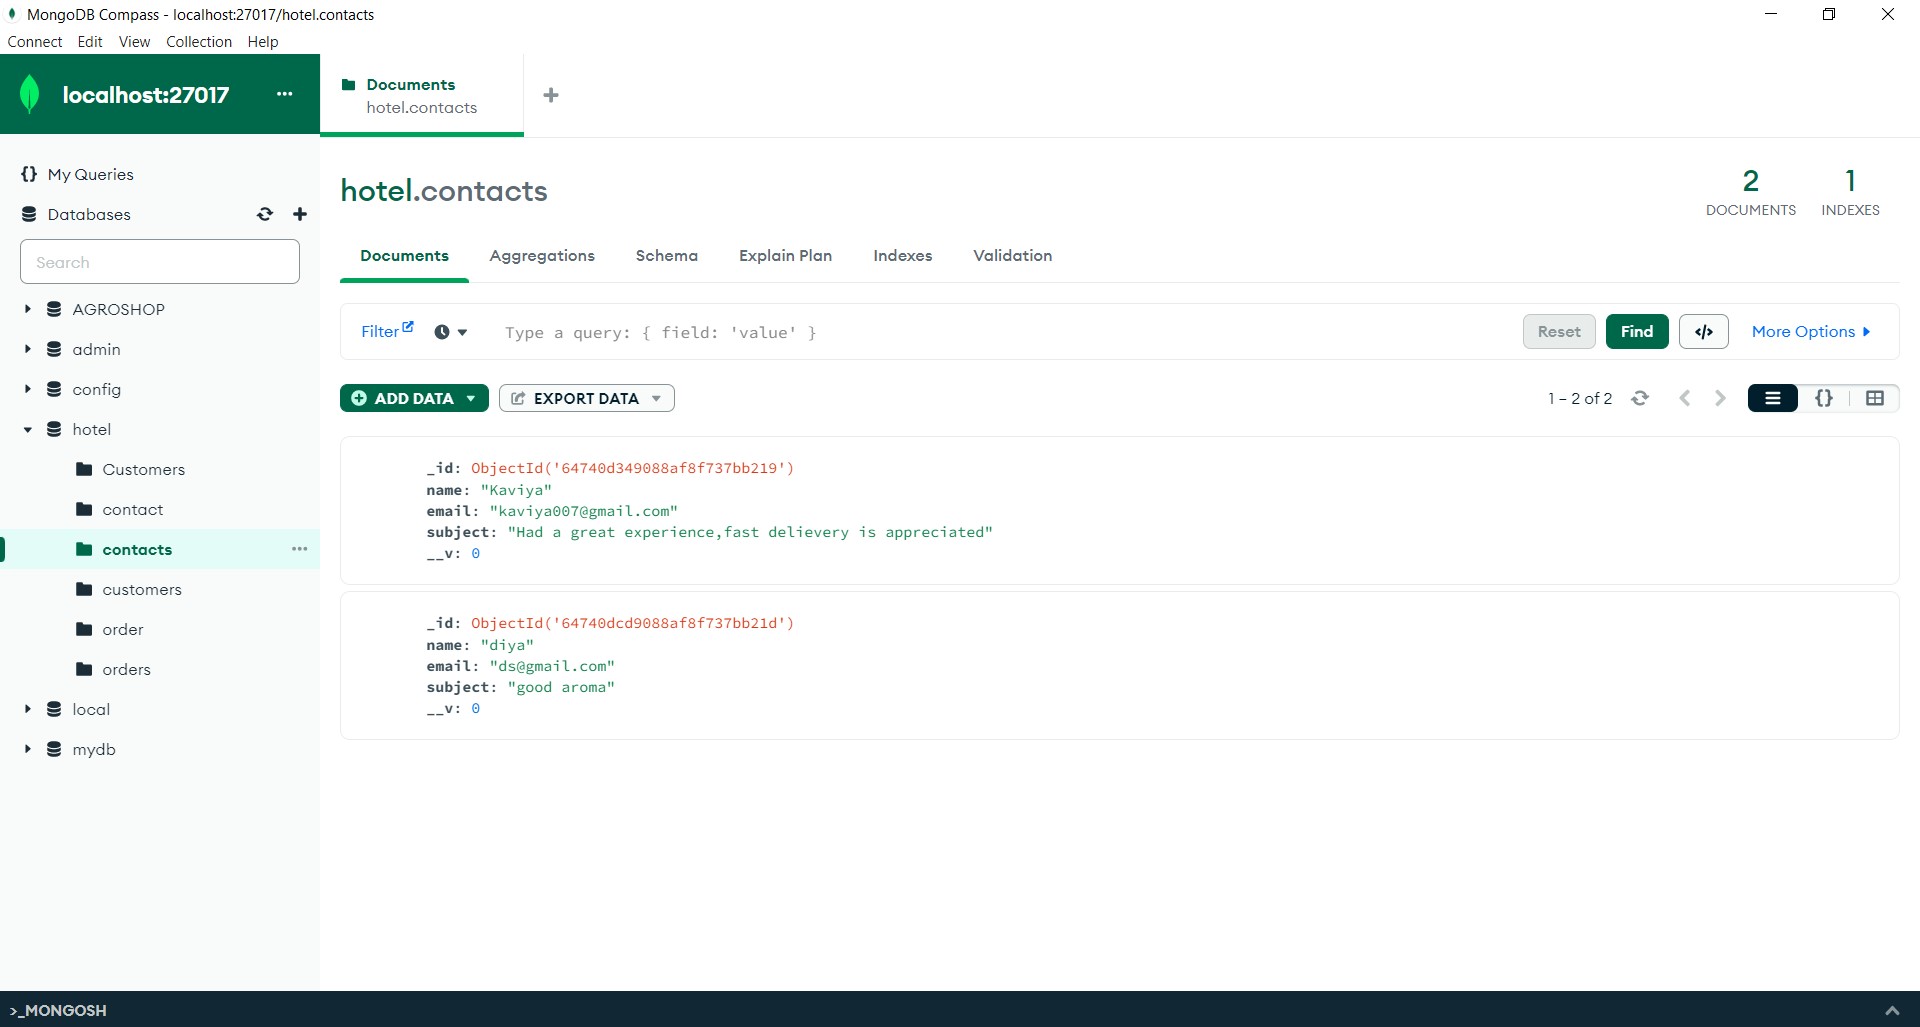 MongoDB Compass - localhost:27017/hotel.contacts
Connect Edit View Collection Help
localhost:27017 ...
Documents
hotel.contacts
+
{} My Queries
Databases
Search
AGROSHOP
admin
config
hotel
Customers
contact
contacts ...
customers
order
orders
local
mydb
hotel.contacts
2
DOCUMENTS
1
INDEXES
Documents Aggregations Schema Explain Plan Indexes Validation
Filter Type a query: { field: 'value' } Reset Find </> More Options
ADD DATA EXPORT DATA 1 – 2 of 2 {}
_id: ObjectId('64740d349088af8f737bb219')
name: "Kaviya"
email: "kaviya007@gmail.com"
subject: "Had a great experience,fast delievery is appreciated"
__v: 0
_id: ObjectId('64740dcd9088af8f737bb21d')
name: "diya"
email: "ds@gmail.com"
subject: "good aroma"
__v: 0
>_MONGOSH